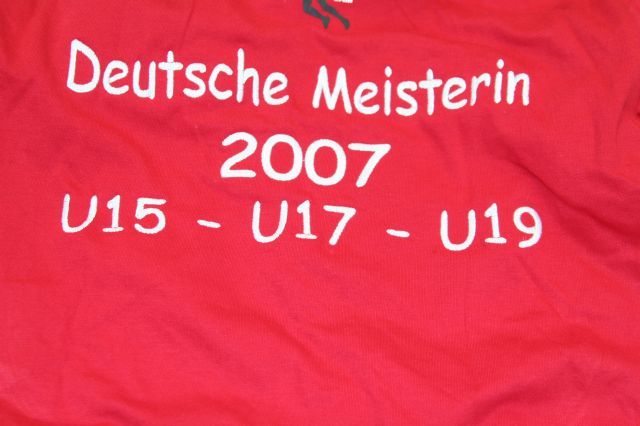 Deutsche Meisterin
2007
U15 - U17 - U19